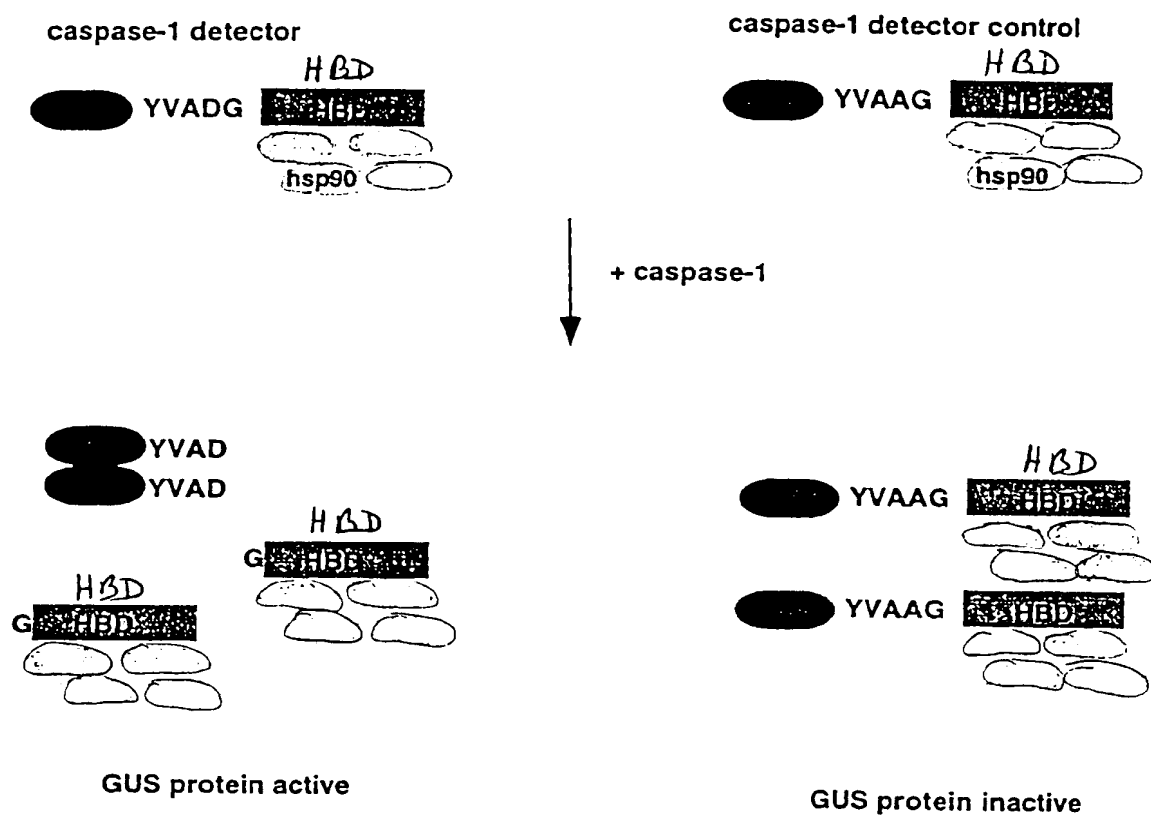 caspase-1 detector
HBD
YVADG HBD
hsp90
caspase-1 detector control
HBD
YVAAG HBD
hsp90
+ caspase-1
YVAD
YVAD
HBD
G HBD
HBD
G HBD
GUS protein active
HBD
YVAAG HBD
YVAAG HBD
GUS protein inactive